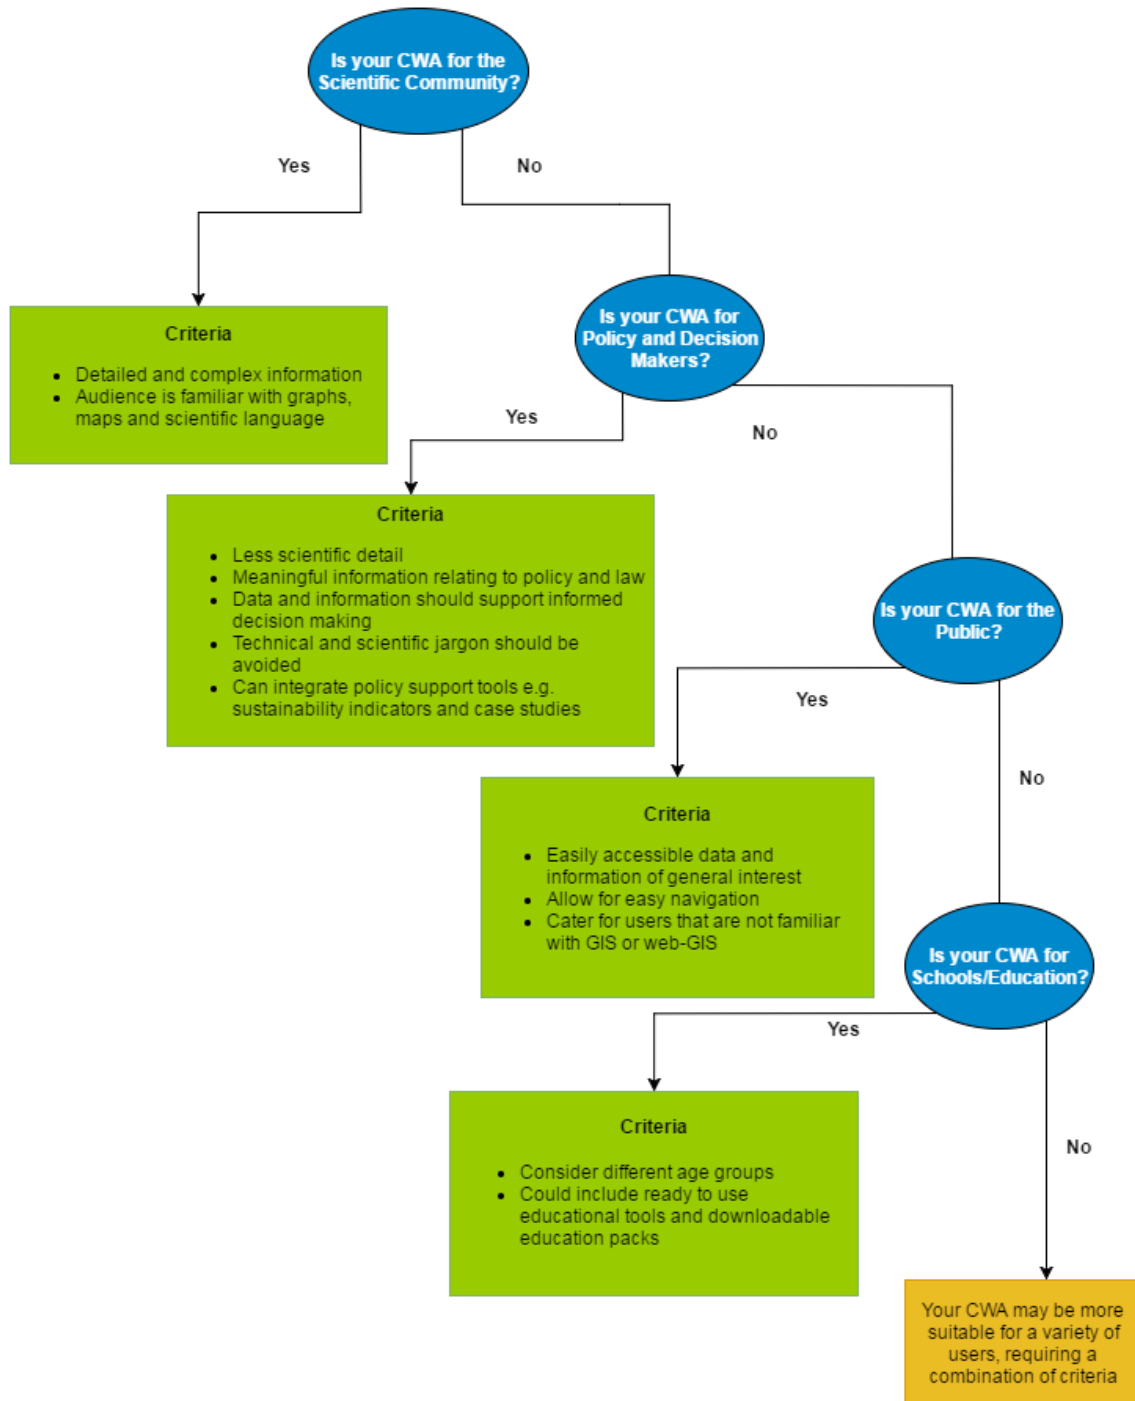 Is your CWA for the
Scientific Community?
Yes
No
Criteria
• Detailed and complex information
• Audience is familiar with graphs,
maps and scientific language
Is your CWA for
Policy and Decision
Makers?
Yes
No
Criteria
• Less scientific detail
• Meaningful information relating to policy and law
• Data and information should support informed
decision making
• Technical and scientific jargon should be
avoided
• Can integrate policy support tools e.g.
sustainability indicators and case studies
Is your CWA for the
Public?
Yes
No
Criteria
• Easily accessible data and
information of general interest
• Allow for easy navigation
• Cater for users that are not familiar
with GIS or web-GIS
Is your CWA for
Schools/Education?
Yes
No
Criteria
• Consider different age groups
• Could include ready to use
educational tools and downloadable
education packs
Your CWA may be more
suitable for a variety of
users, requiring a
combination of criteria